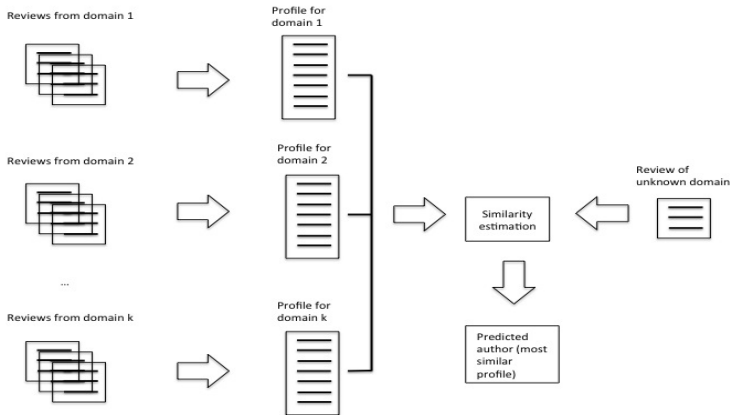 Reviews from domain 1
Profile for
domain 1
Reviews from domain 2
Profile for
domain 2
Review of
unknown domain
Similarity
estimation
...
Reviews from domain k
Profile for
domain k
Predicted
author (most
similar
profile)